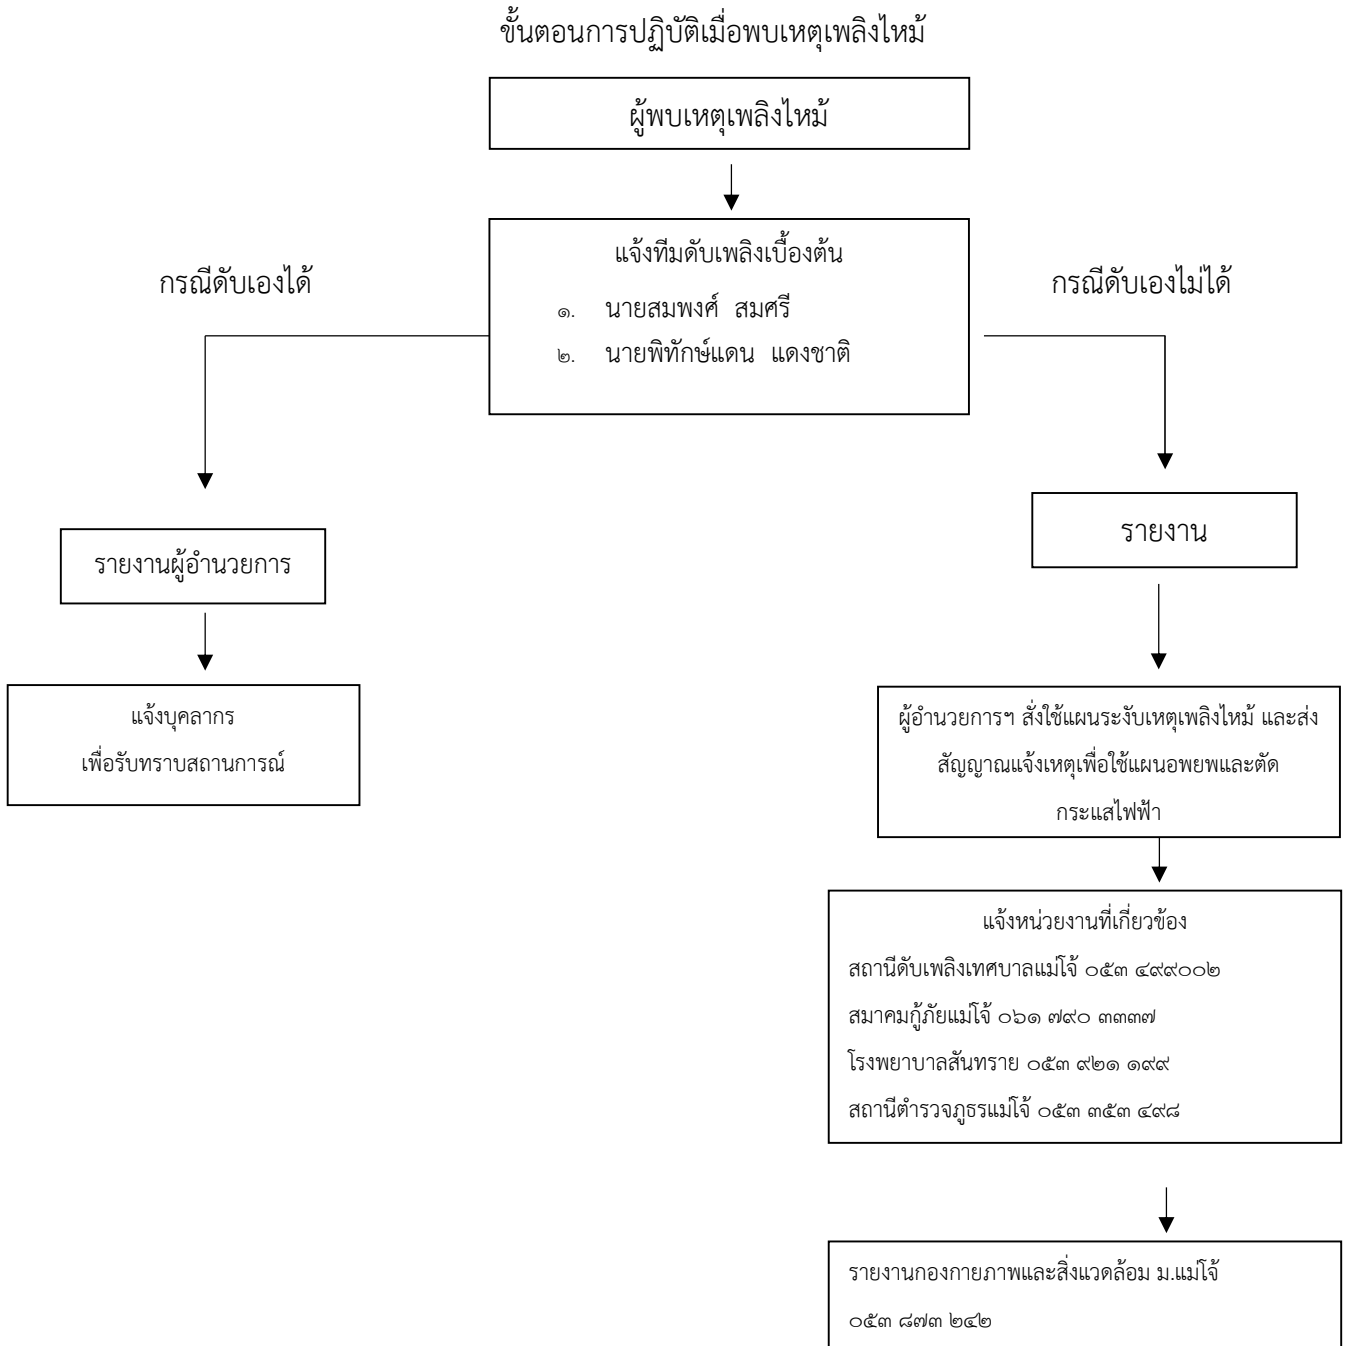 ขั้นตอนการปฏิบัติเมื่อพบเหตุเพลิงไหม้
ผู้พบเหตุเพลิงไหม้
แจ้งทีมดับเพลิงเบื้องต้น
๑. นายสมพงศ์ สมศรี
๒. นายพิทักษ์แดน แดงชาติ
กรณีดับเองได้
กรณีดับเองไม่ได้
รายงานผู้อำนวยการ
แจ้งบุคลากร
เพื่อรับทราบสถานการณ์
รายงาน
ผู้อำนวยการฯ สั่งใช้แผนระงับเหตุเพลิงไหม้ และส่ง
สัญญาณแจ้งเหตุเพื่อใช้แผนอพยพและตัด
กระแสไฟฟ้า
แจ้งหน่วยงานที่เกี่ยวข้อง
สถานีดับเพลิงเทศบาลแม่โจ้ ๐๕๓ ๔๙๙๐๐๒
สมาคมกู้ภัยแม่โจ้ ๐๖๑ ๗๙๐ ๓๓๓๗
โรงพยาบาลสันทราย ๐๕๓ ๙๒๑ ๑๙๙
สถานีตำรวจภูธรแม่โจ้ ๐๕๓ ๓๕๓ ๔๙๘
รายงานกองกายภาพและสิ่งแวดล้อม ม.แม่โจ้
๐๕๓ ๘๗๓ ๒๔๒